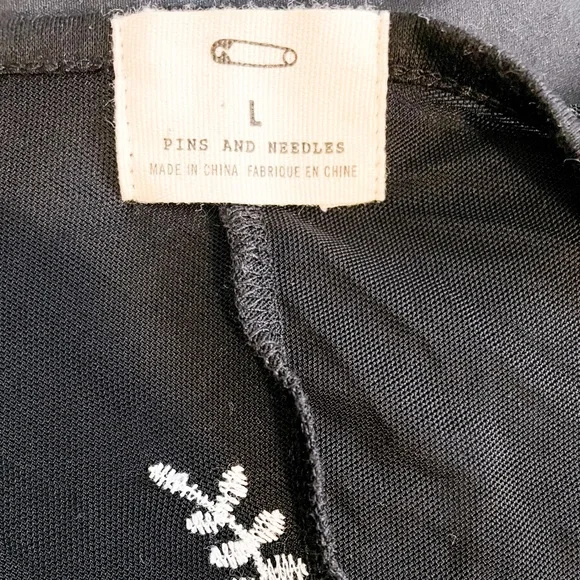 L
PINS AND NEEDLES
MADE IN CHINA FABRIQUE EN CHINE